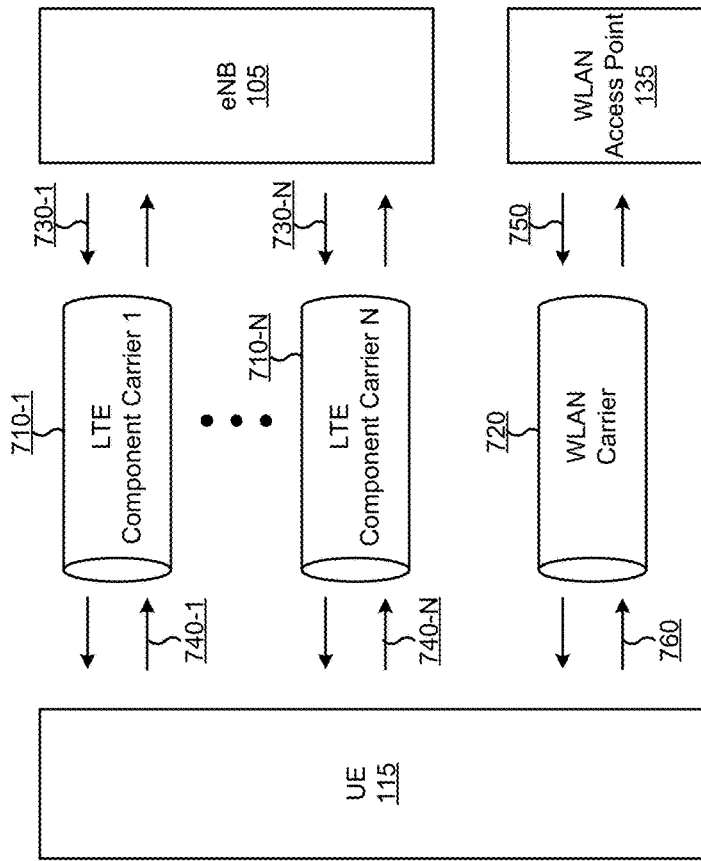 eNB
105
WLAN
Access Point
135
730-1
730-N
750
710-1
LTE
Component Carrier 1
710-N
LTE
Component Carrier N
720
WLAN
Carrier
740-1
740-N
760
UE
115